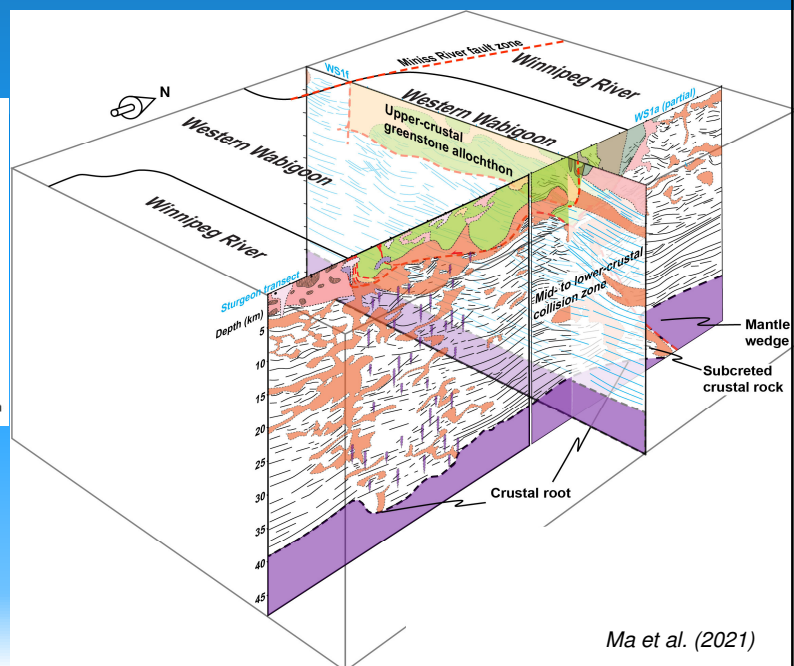 Miniss River fault zone
Winnipeg River
WS1f
N
Western Wabigoon
WS1a (partial)
Upper-crustal
greenstone allochthon
Western Wabigoon
Winnipeg River
Sturgeon transect
Depth (km)
5
10
15
20
25
30
35
40
45
Mid- to lower-crustal
collision zone
Mantle
wedge
Subcreted
crustal rock
Crustal root
Ma et al. (2021)